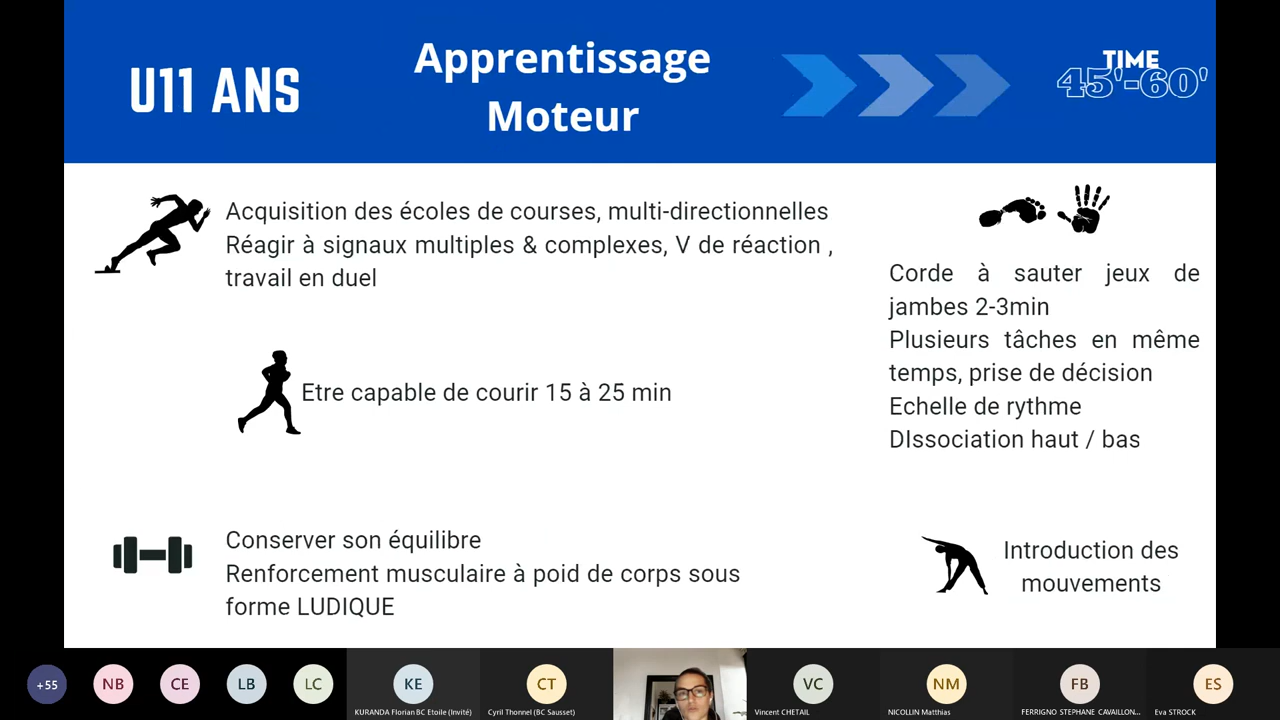 U11 ANS
Apprentissage
Moteur
TIME
45'-60'
Acquisition des écoles de courses, multi-directionnelles
Réagir à signaux multiples & complexes, V de réaction ,
travail en duel
Corde à sauter jeux de
jambes 2-3min
Plusieurs tâches en même
temps, prise de décision
Echelle de rythme
DIssociation haut / bas
Etre capable de courir 15 à 25 min
Conserver son équilibre
Renforcement musculaire à poid de corps sous
forme LUDIQUE
Introduction des
mouvements
+55
NB
CE
LB
LC
KE
CT
VC
NM
FB
ES
KURANDA Florian BC Etoile (Invité)
Cyril Thonnel (BC Sausset)
Vincent CHETAIL
NICOLLIN Matthias
FERRIGNO STEPHANE CAVAILLON...
Eva STROCK